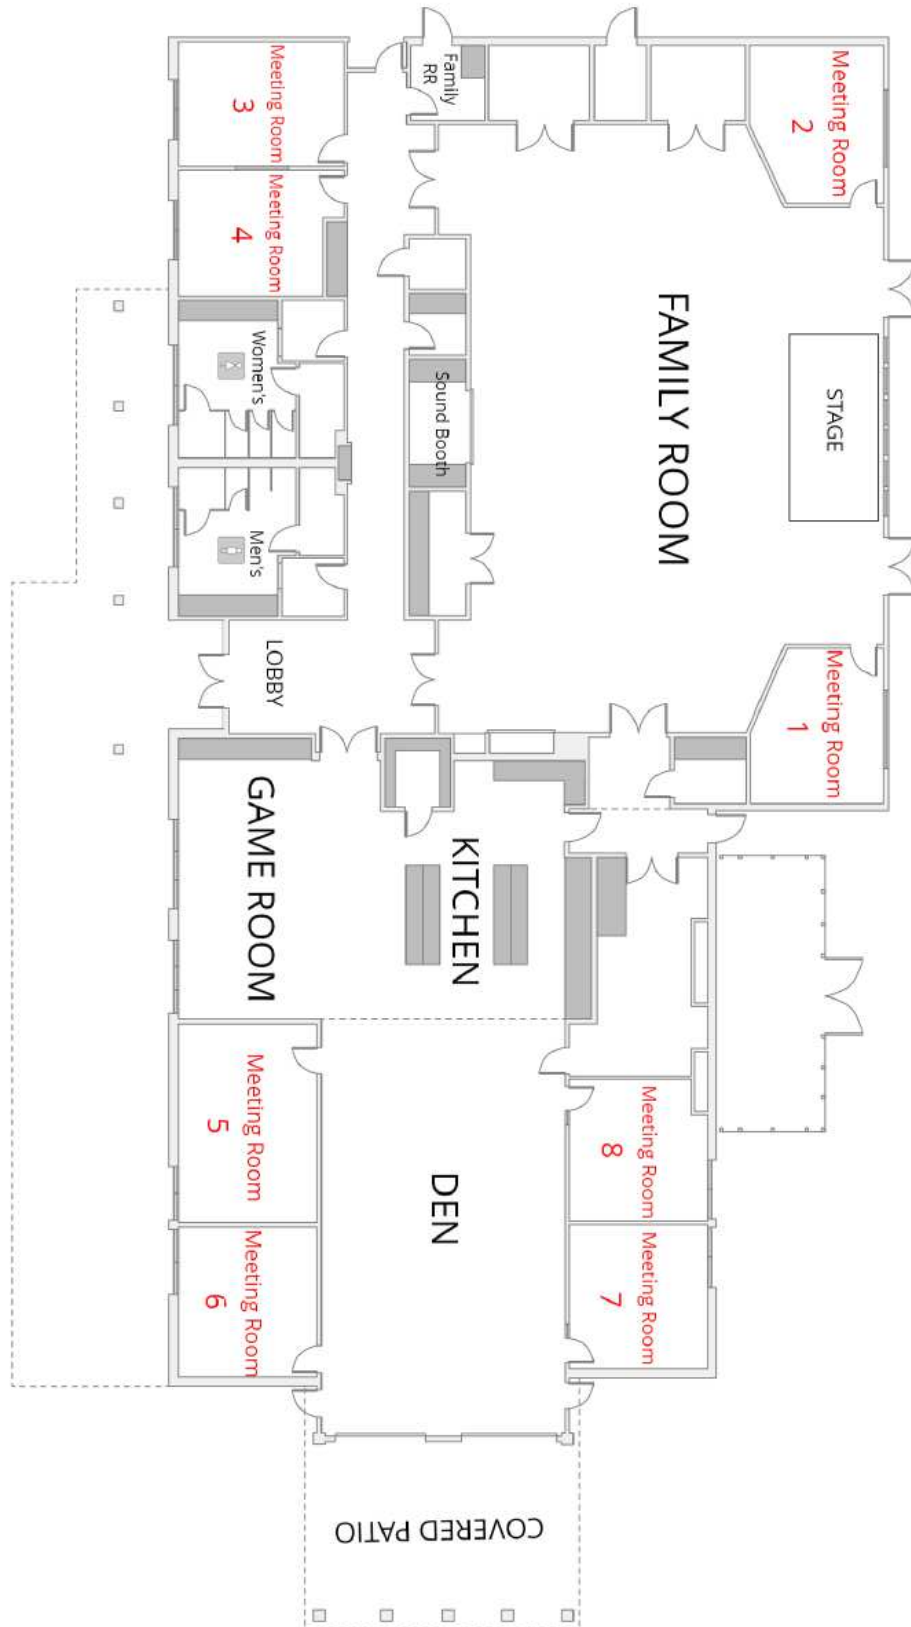 Meeting Room
3
Meeting Room
4
Family
RR
Meeting Room
2
Women's
Men's
Sound Booth
FAMILY ROOM
STAGE
LOBBY
Meeting Room
1
GAME ROOM
KITCHEN
Meeting Room
5
Meeting Room
6
DEN
Meeting Room
8
Meeting Room
7
COVERED PATIO